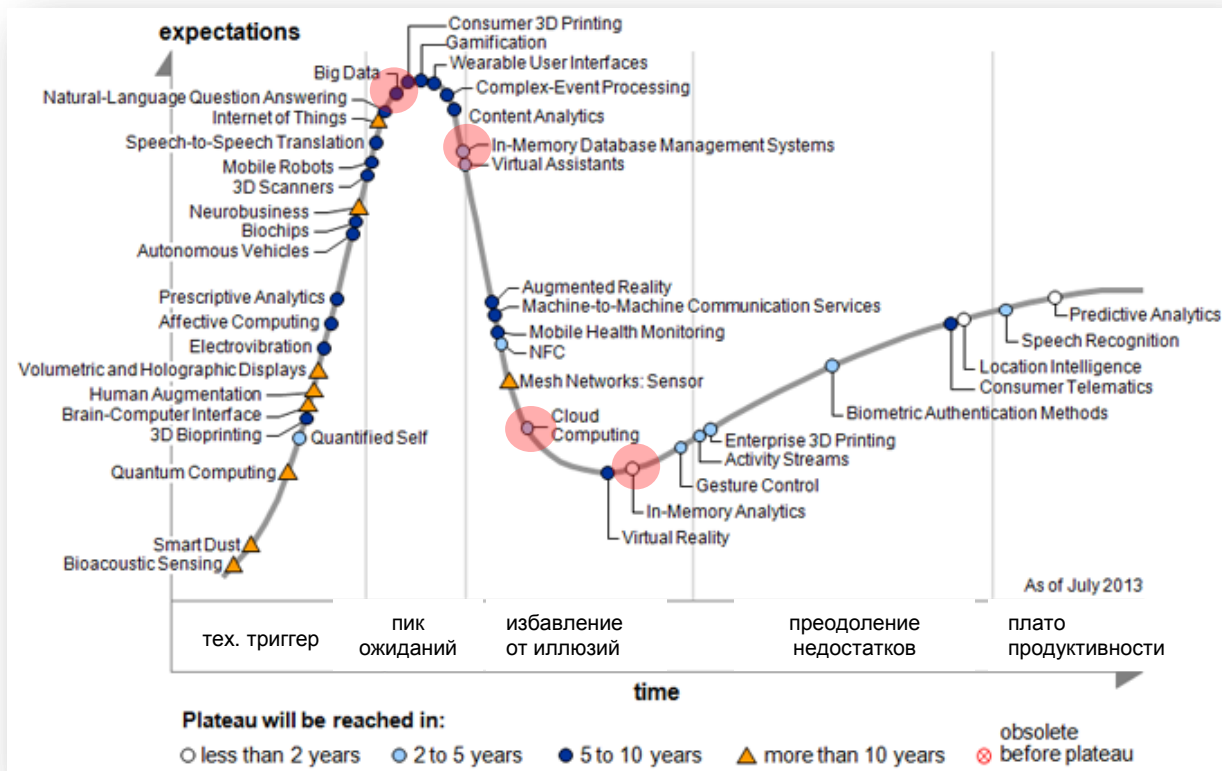 expectations
Consumer 3D Printing
Gamification
Wearable User Interfaces
Big Data
Complex-Event Processing
Natural-Language Question Answering
Internet of Things
Content Analytics
Speech-to-Speech Translation
In-Memory Database Management Systems
Mobile Robots
Virtual Assistants
3D Scanners
Neurobusiness
Biochips
Autonomous Vehicles
Augmented Reality
Prescriptive Analytics
Machine-to-Machine Communication Services
Affective Computing
Mobile Health Monitoring
Electrovibration
NFC
Volumetric and Holographic Displays
Mesh Networks: Sensor
Human Augmentation
Brain-Computer Interface
3D Bioprinting
Quantified Self
Cloud
Computing
Quantum Computing
Predictive Analytics
Speech Recognition
Location Intelligence
Consumer Telematics
Biometric Authentication Methods
Enterprise 3D Printing
Activity Streams
Gesture Control
In-Memory Analytics
Virtual Reality
Smart Dust
Bioacoustic Sensing
As of July 2013
тех. триггер
пик
ожиданий
избавление
от иллюзий
преодоление
недостатков
плато
продуктивности
time
Plateau will be reached in:
less than 2 years
2 to 5 years
5 to 10 years
more than 10 years
obsolete
before plateau